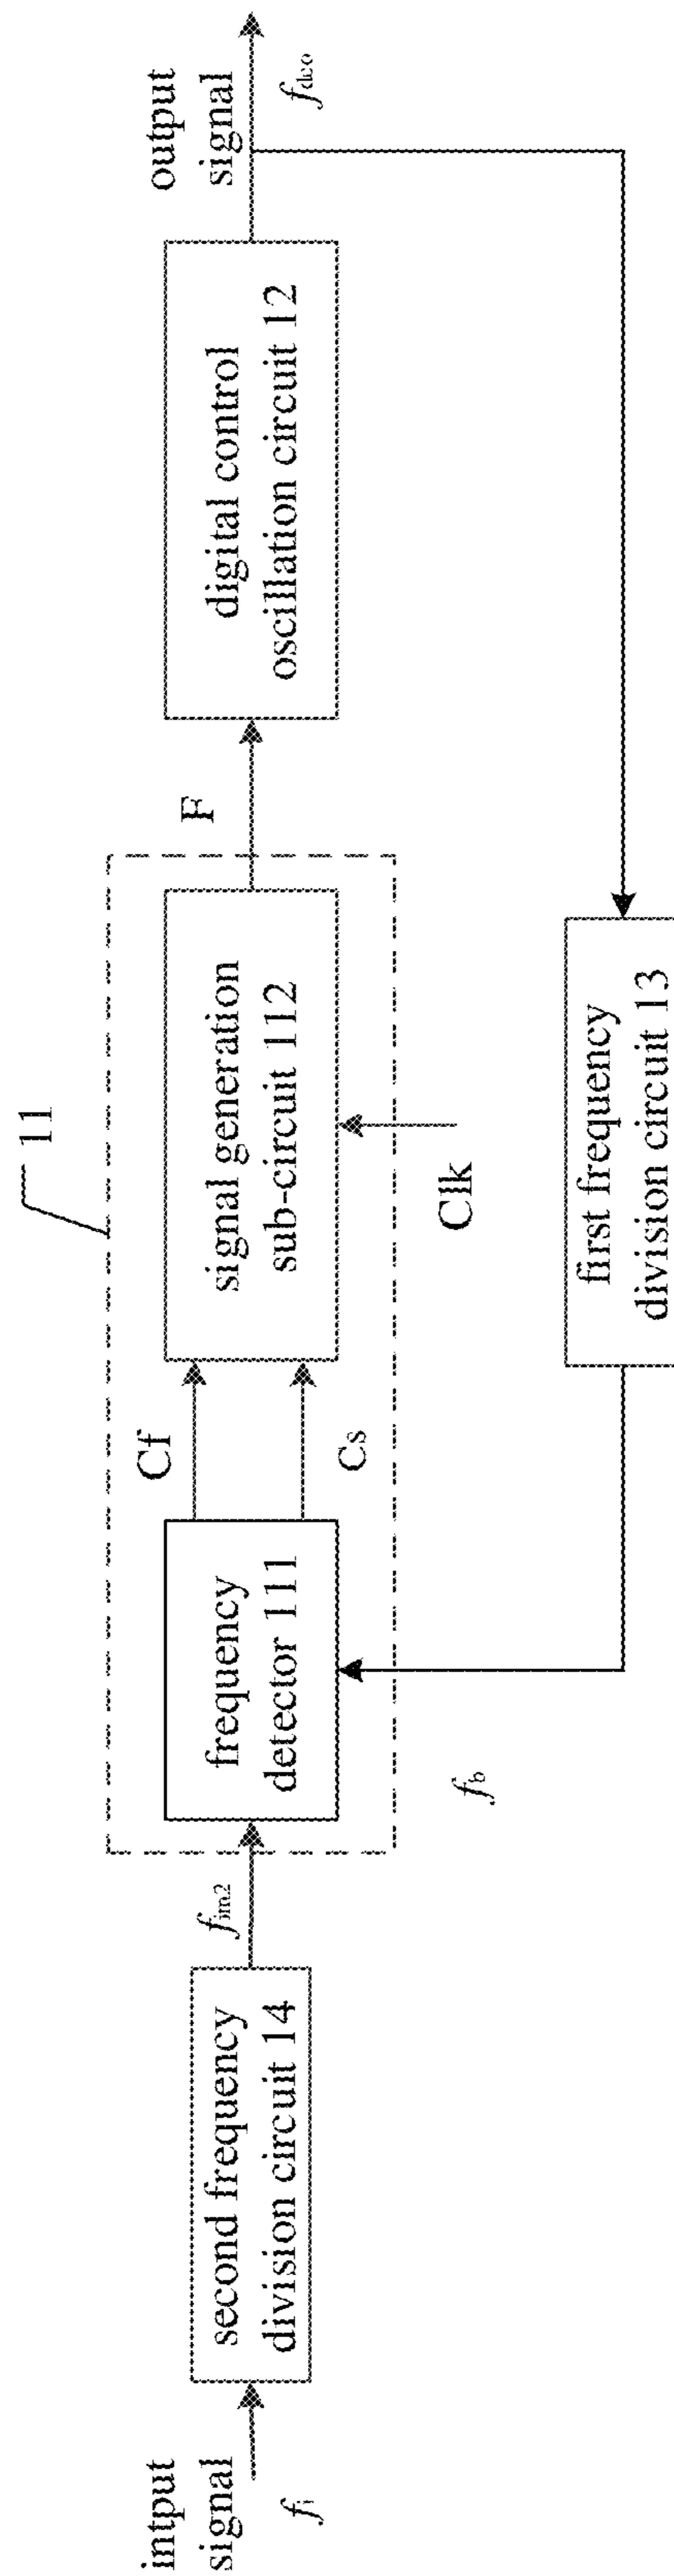 intput
signal
fi
second frequency
division circuit 14
fim2
11
frequency
detector 111
Cf
Cs
signal generation
sub-circuit 112
Clk
F
digital control
oscillation circuit 12
output
signal
fdco
fb
first frequency
division circuit 13